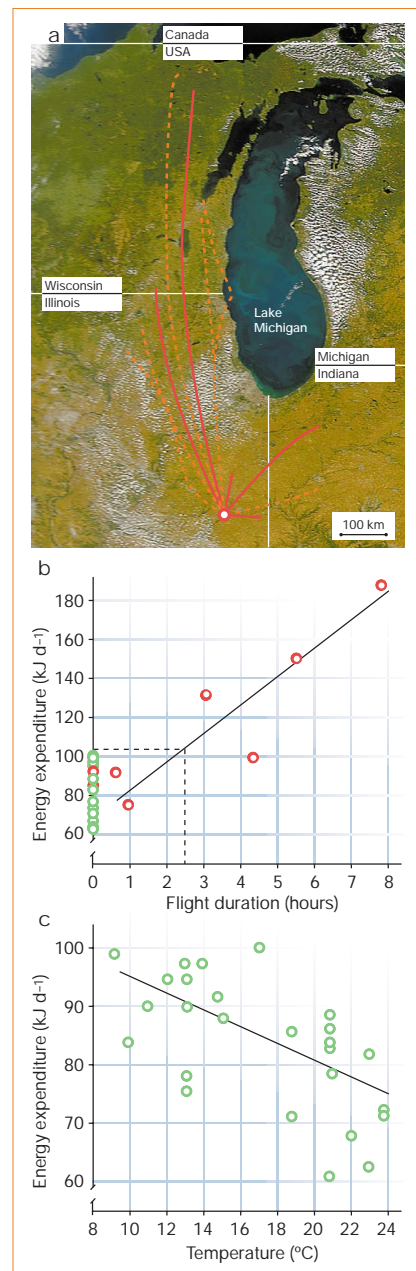 a
Canada
USA
Wisconsin
Illinois
Lake
Michigan
Michigan
Indiana
100 km
b
Energy expenditure (kJ d–1)
180
160
140
120
100
80
60
0 1 2 3 4 5 6 7 8
Flight duration (hours)
c
Energy expenditure (kJ d–1)
100
90
80
70
60
8 10 12 14 16 18 20 22 24
Temperature (ºC)